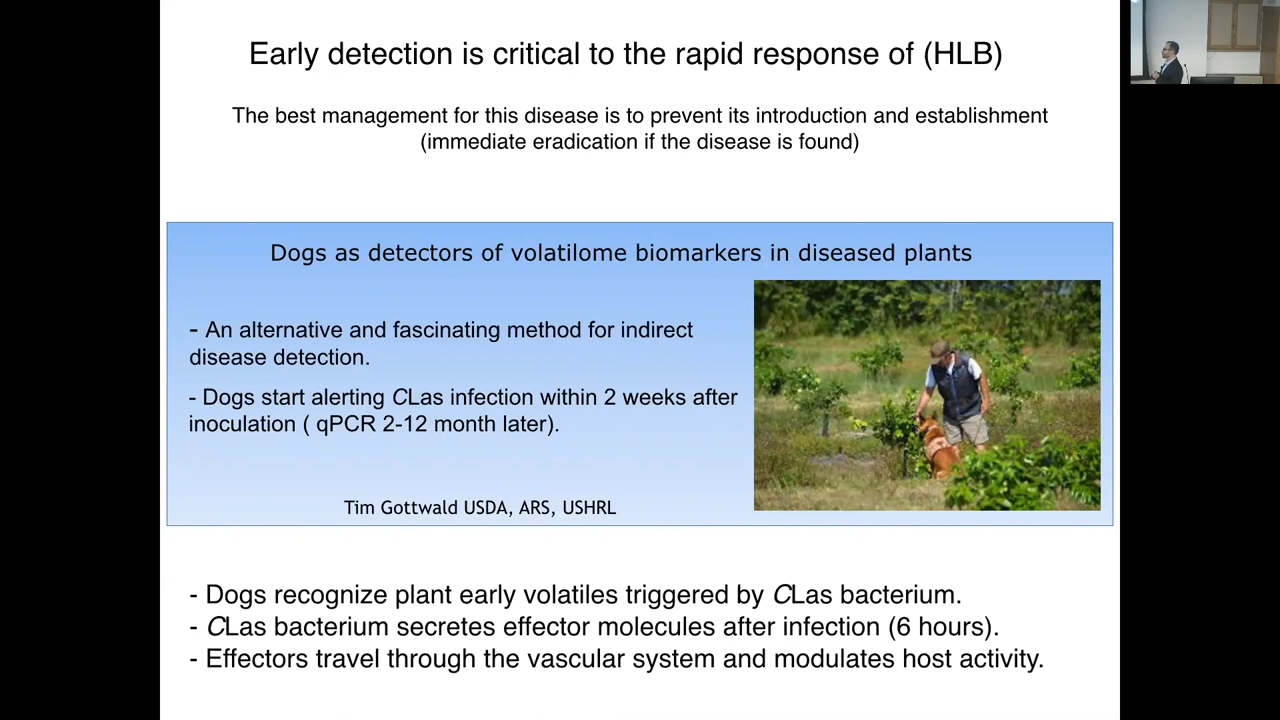 Early detection is critical to the rapid response of (HLB)
The best management for this disease is to prevent its introduction and establishment
(immediate eradication if the disease is found)
Dogs as detectors of volatilome biomarkers in diseased plants
- An alternative and fascinating method for indirect
disease detection.
- Dogs start alerting CLas infection within 2 weeks after
inoculation ( qPCR 2-12 month later).
Tim Gottwald USDA, ARS, USHRL
- Dogs recognize plant early volatiles triggered by CLas bacterium.
- CLas bacterium secretes effector molecules after infection (6 hours).
- Effectors travel through the vascular system and modulates host activity.